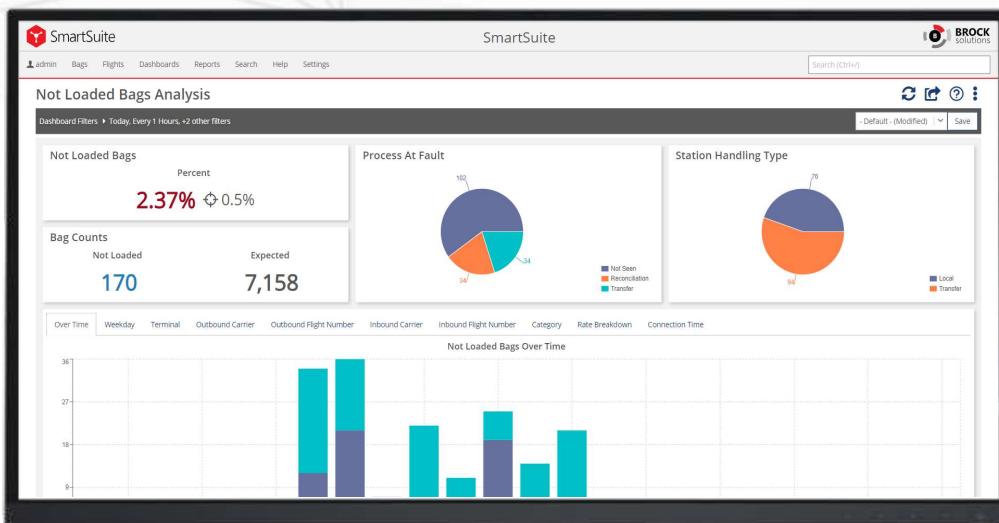 SmartSuite
SmartSuite
B BROCK
solutions
admin Bags Flights Dashboards Reports Search Help Settings
Search (Ctrl+/)
Not Loaded Bags Analysis
Dashboard Filters Today, Every 1 Hours, +2 other filters
- Default - (Modified) Save
Not Loaded Bags
Percent
2.37% 0.5%
Bag Counts
Not Loaded Expected
170 7,158
Process At Fault
102
34
34
Not Seen
Reconciliation
Transfer
Station Handling Type
76
94
Local
Transfer
Over Time Weekday Terminal Outbound Carrier Outbound Flight Number Inbound Carrier Inbound Flight Number Category Rate Breakdown Connection Time
Not Loaded Bags Over Time
36
27
18
9